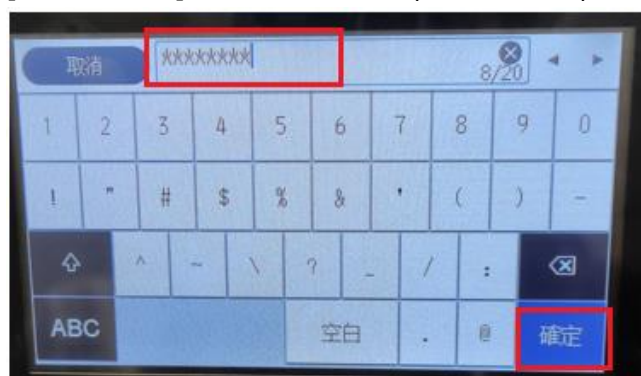 取消 ******** 8/20
1 2 3 4 5 6 7 8 9 0
! " # $ % & ' ( ) -
^ ~ \ ? _ / :
ABC 空白 . @ 確定